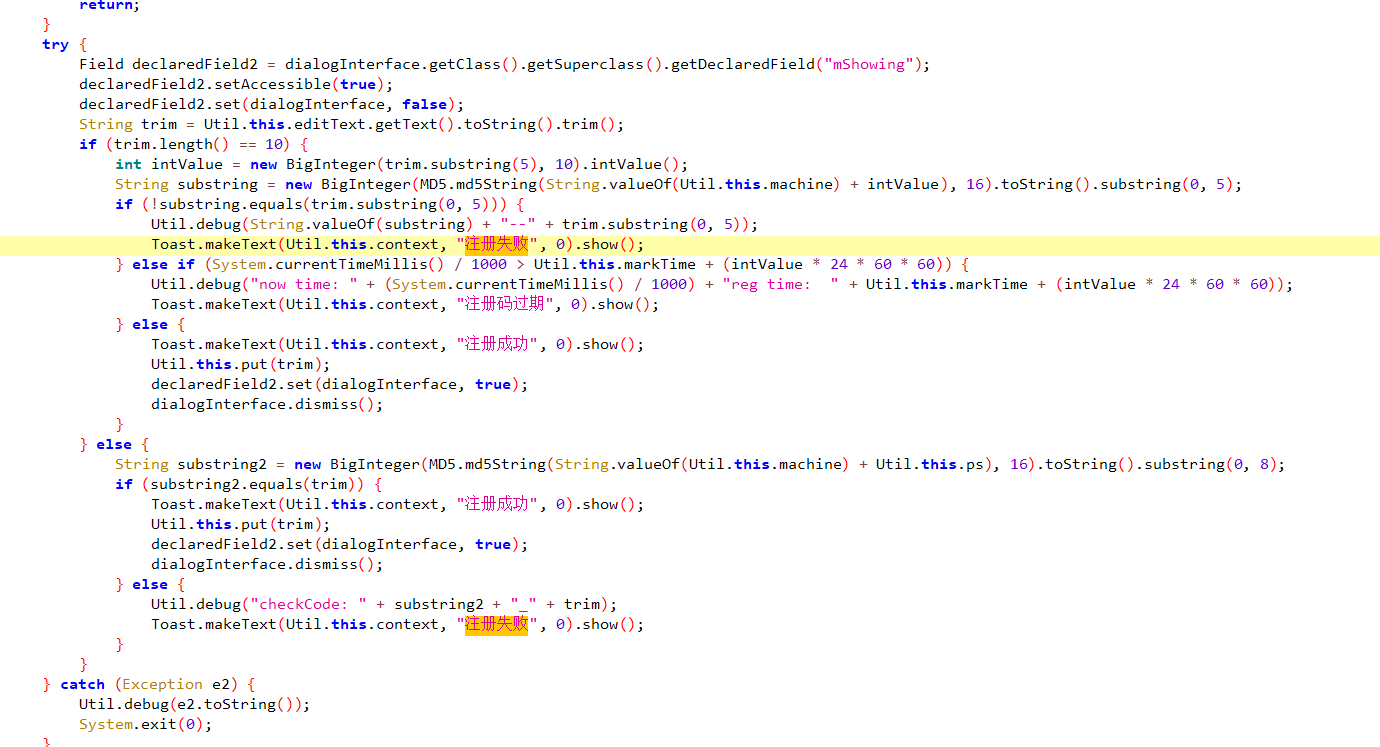 return;
}
try {
Field declaredField2 = dialogInterface.getClass().getSuperclass().getDeclaredField("mShowing");
declaredField2.setAccessible(true);
declaredField2.set(dialogInterface, false);
String trim = Util.this.editText.getText().toString().trim();
if (trim.length() == 10) {
int intValue = new BigInteger(trim.substring(5), 10).intValue();
String substring = new BigInteger(MD5.md5String(String.valueOf(Util.this.machine) + intValue), 16).toString().substring(0, 5);
if (!substring.equals(trim.substring(0, 5))) {
Util.debug(String.valueOf(substring) + "--" + trim.substring(0, 5));
Toast.makeText(Util.this.context, "注册失败", 0).show();
} else if (System.currentTimeMillis() / 1000 > Util.this.markTime + (intValue * 24 * 60 * 60)) {
Util.debug("now time: " + (System.currentTimeMillis() / 1000) + "reg time:  " + Util.this.markTime + (intValue * 24 * 60 * 60));
Toast.makeText(Util.this.context, "注册码过期", 0).show();
} else {
Toast.makeText(Util.this.context, "注册成功", 0).show();
Util.this.put(trim);
declaredField2.set(dialogInterface, true);
dialogInterface.dismiss();
}
} else {
String substring2 = new BigInteger(MD5.md5String(String.valueOf(Util.this.machine) + Util.this.ps), 16).toString().substring(0, 8);
if (substring2.equals(trim)) {
Toast.makeText(Util.this.context, "注册成功", 0).show();
Util.this.put(trim);
declaredField2.set(dialogInterface, true);
dialogInterface.dismiss();
} else {
Util.debug("checkCode: " + substring2 + "_" + trim);
Toast.makeText(Util.this.context, "注册失败", 0).show();
}
}
} catch (Exception e2) {
Util.debug(e2.toString());
System.exit(0);
}